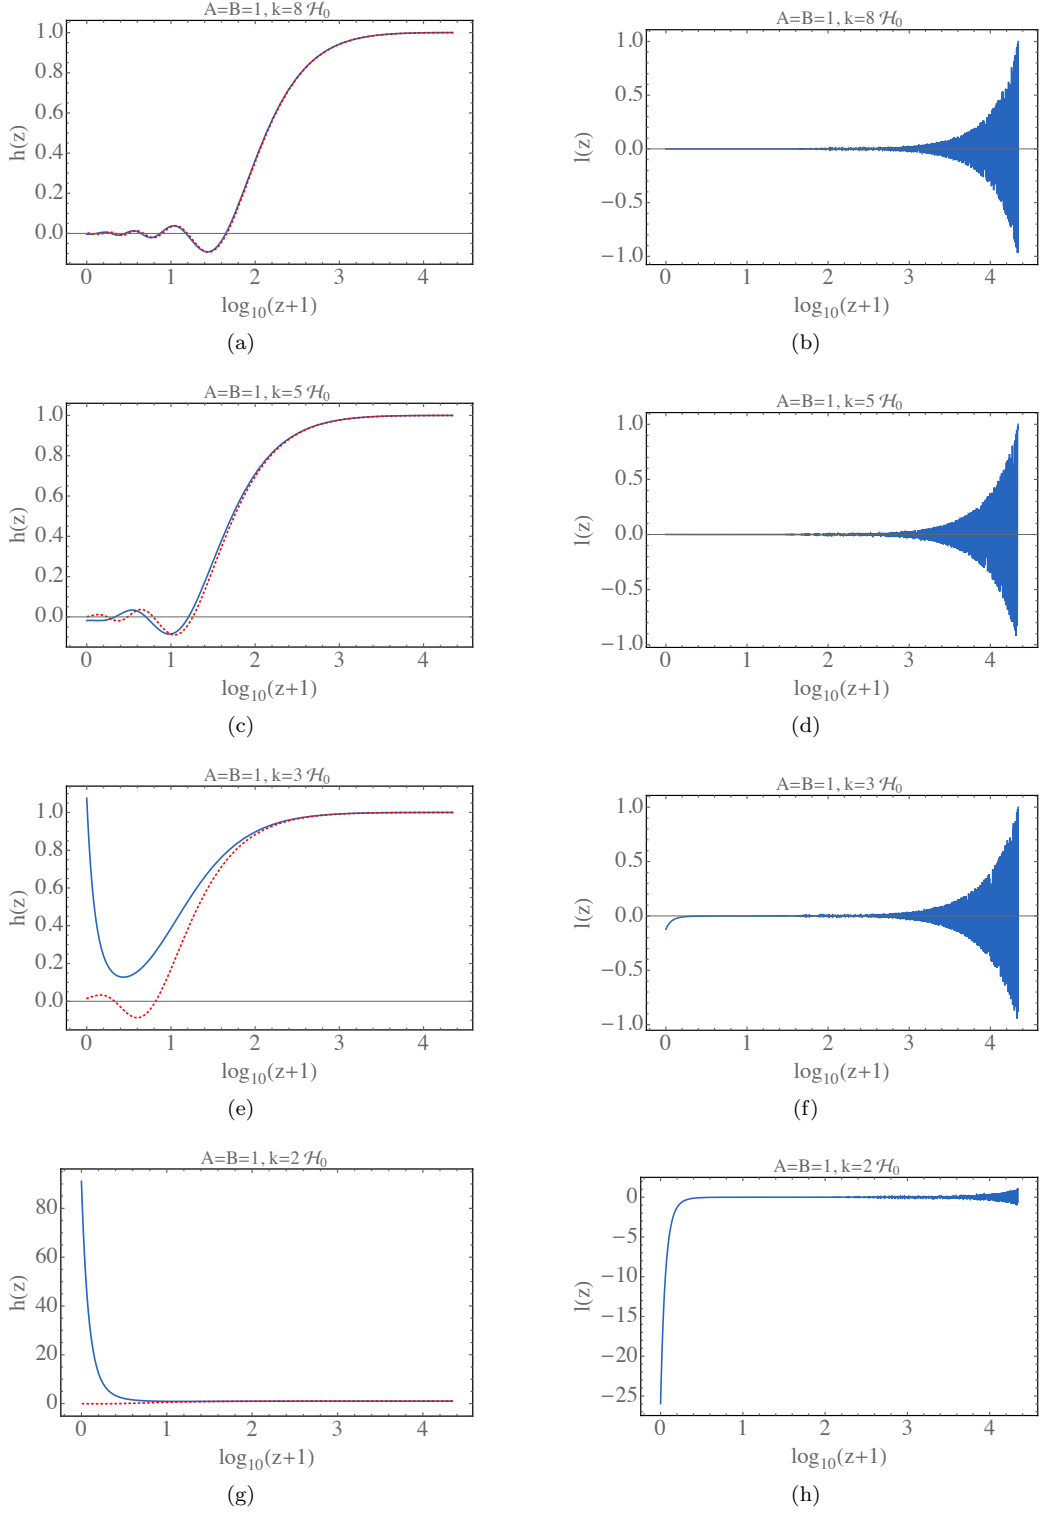 A=B=1, k=8 ℋ₀
h(z)
1.0
0.8
0.6
0.4
0.2
0.0
0 1 2 3 4
log₁₀(z+1)
(a)
A=B=1, k=8 ℋ₀
l(z)
1.0
0.5
0.0
−0.5
−1.0
0 1 2 3 4
log₁₀(z+1)
(b)
A=B=1, k=5 ℋ₀
h(z)
1.0
0.8
0.6
0.4
0.2
0.0
0 1 2 3 4
log₁₀(z+1)
(c)
A=B=1, k=5 ℋ₀
l(z)
1.0
0.5
0.0
−0.5
−1.0
0 1 2 3 4
log₁₀(z+1)
(d)
A=B=1, k=3 ℋ₀
h(z)
1.0
0.8
0.6
0.4
0.2
0.0
0 1 2 3 4
log₁₀(z+1)
(e)
A=B=1, k=3 ℋ₀
l(z)
1.0
0.5
0.0
−0.5
−1.0
0 1 2 3 4
log₁₀(z+1)
(f)
A=B=1, k=2 ℋ₀
h(z)
80
60
40
20
0
0 1 2 3 4
log₁₀(z+1)
(g)
A=B=1, k=2 ℋ₀
l(z)
0
−5
−10
−15
−20
−25
0 1 2 3 4
log₁₀(z+1)
(h)